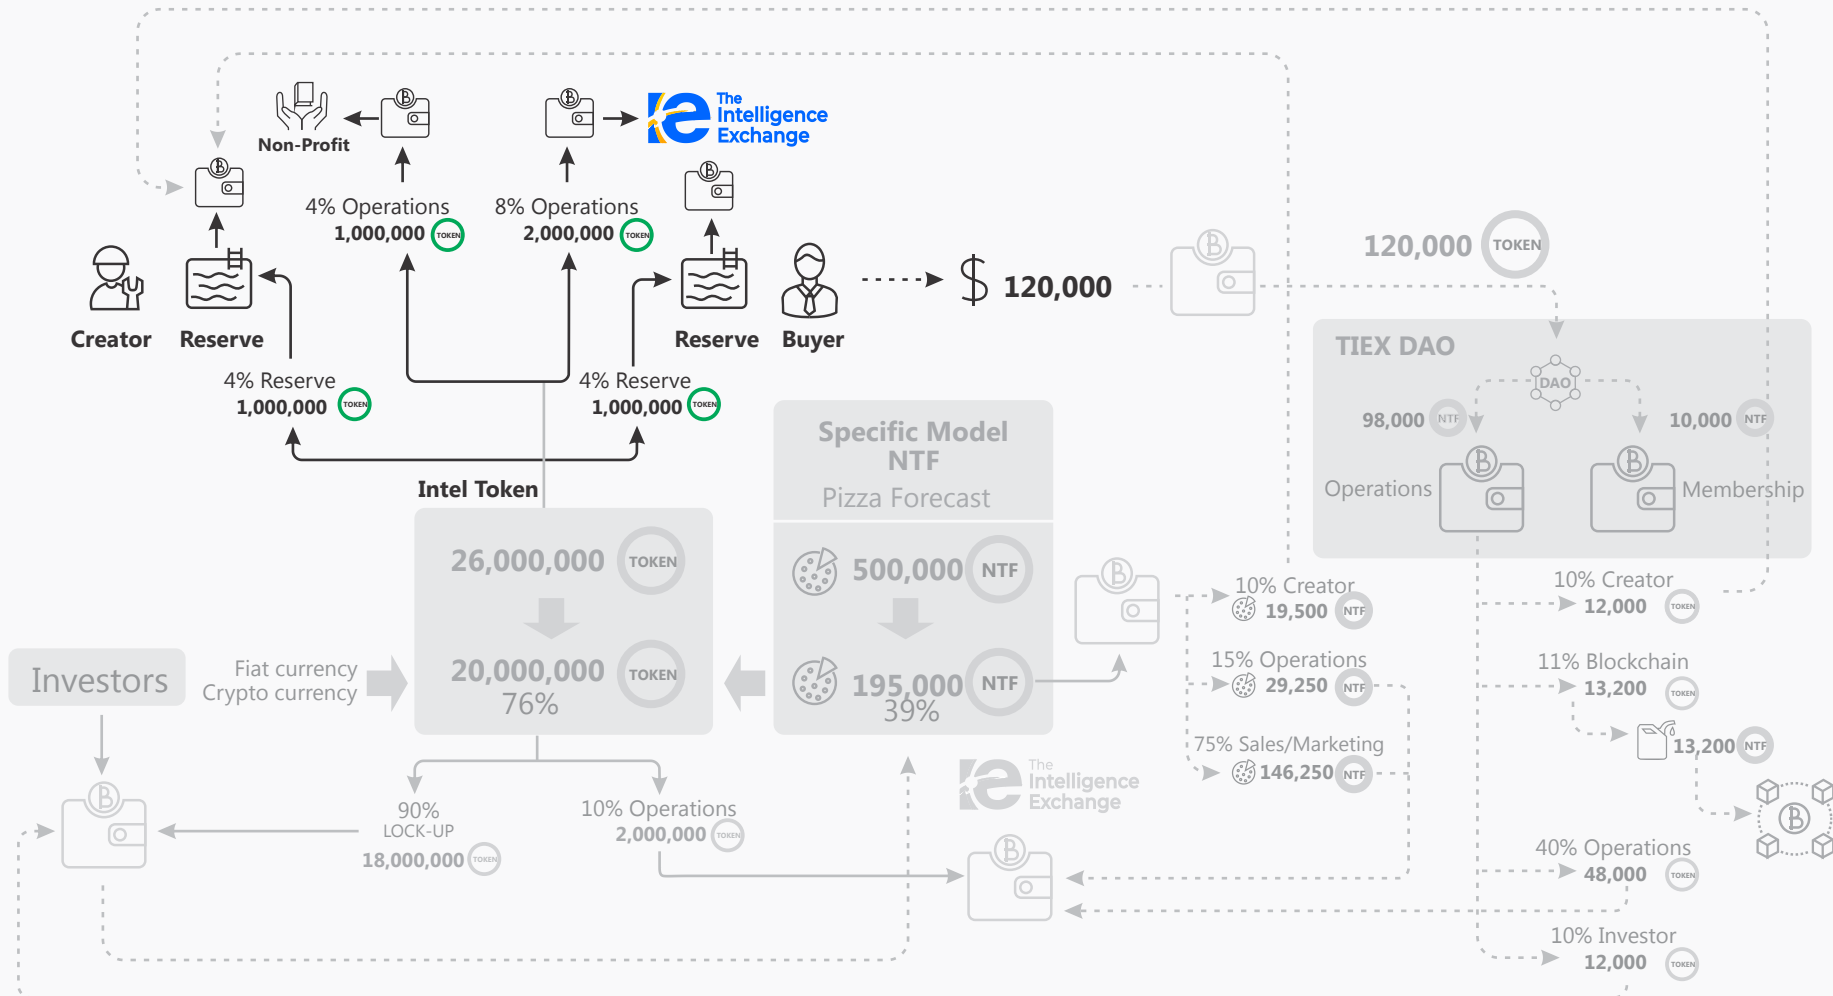 The
Intelligence
Exchange
Non-Profit
4% Operations
1,000,000 TOKEN
8% Operations
2,000,000 TOKEN
Creator
Reserve
Reserve
Buyer
$ 120,000
120,000 TOKEN
4% Reserve
1,000,000 TOKEN
4% Reserve
1,000,000 TOKEN
TIEX DAO
DAO
98,000 NTF
10,000 NTF
Operations
Membership
Intel Token
26,000,000 TOKEN
20,000,000 TOKEN
76%
Specific Model
NTF
Pizza Forecast
500,000 NTF
195,000 NTF
39%
Investors
Fiat currency
Crypto currency
10% Creator
19,500 NTF
15% Operations
29,250 NTF
75% Sales/Marketing
146,250 NTF
10% Creator
12,000 TOKEN
11% Blockchain
13,200 TOKEN
13,200 NTF
The
Intelligence
Exchange
90%
LOCK-UP
18,000,000 TOKEN
10% Operations
2,000,000 TOKEN
40% Operations
48,000 TOKEN
10% Investor
12,000 TOKEN